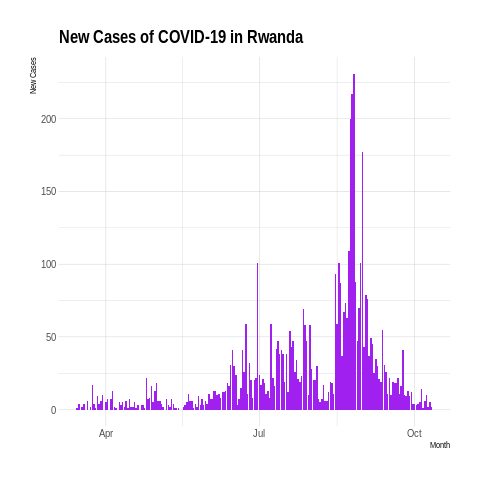 New Cases of COVID-19 in Rwanda
New Cases
200
150
100
50
0
Apr
Jul
Oct
Month